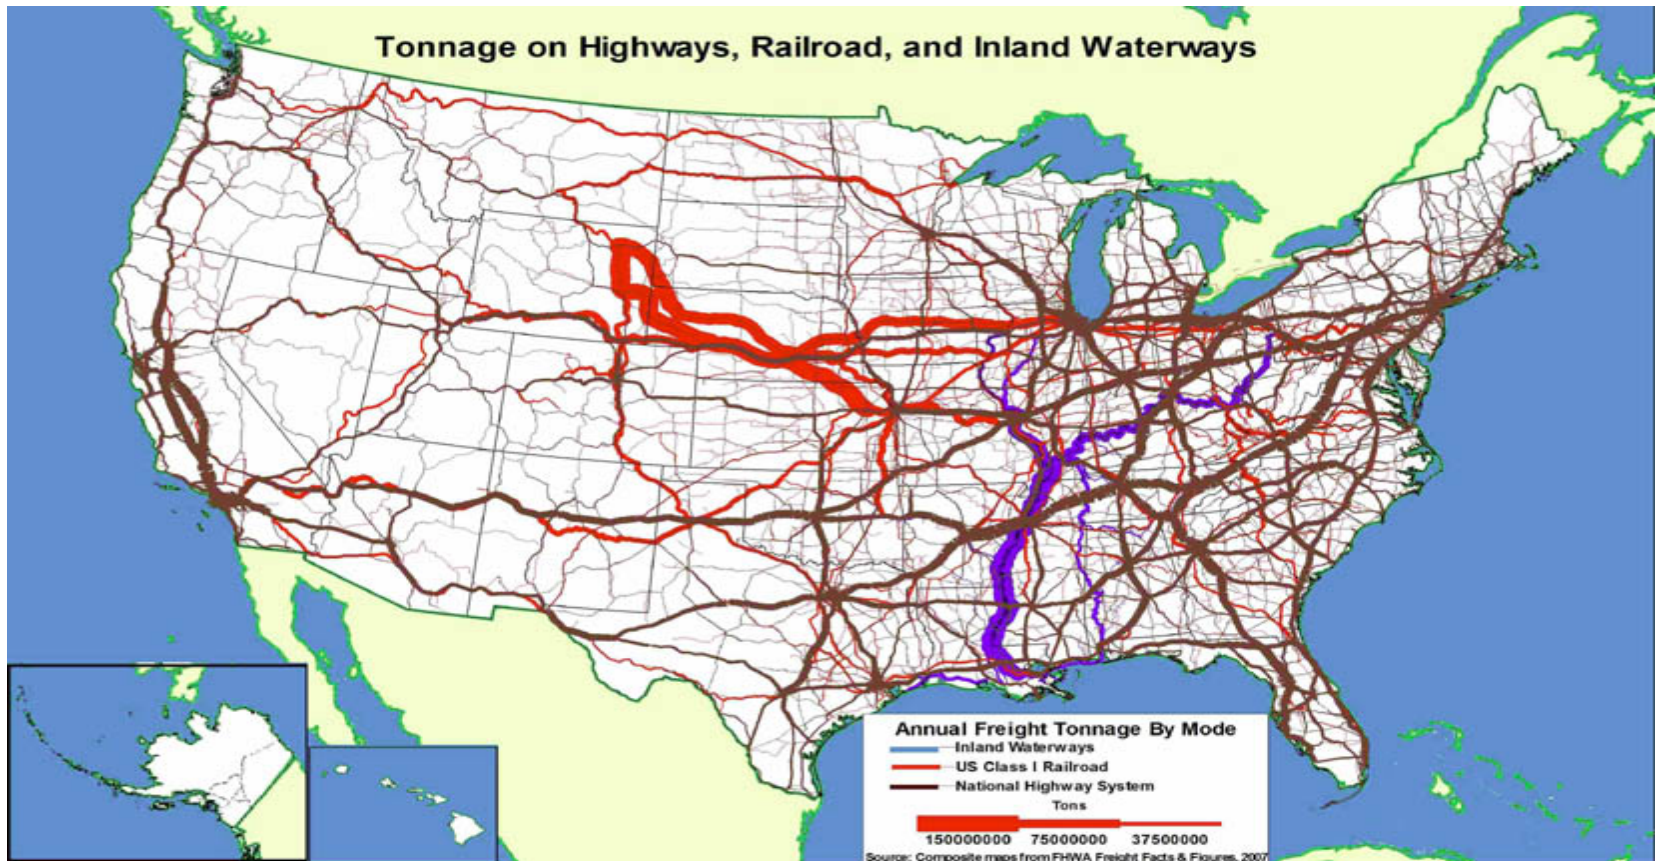 Tonnage on Highways, Railroad, and Inland Waterways
Annual Freight Tonnage By Mode
Inland Waterways
US Class I Railroad
National Highway System
Tons
150000000 75000000 37500000
Source: Composite maps from FHWA Freight Facts & Figures, 2007